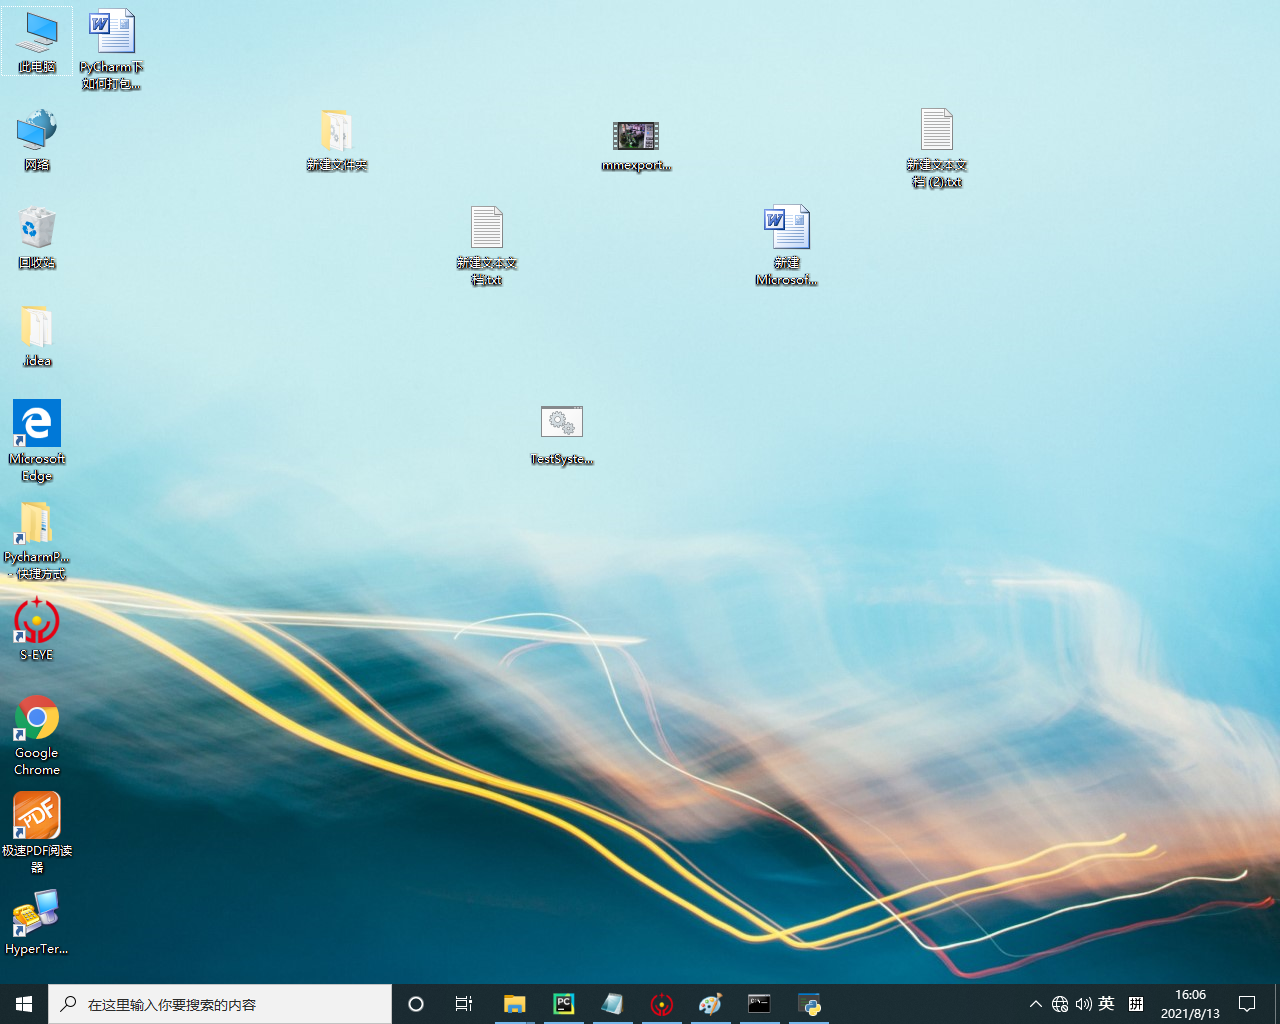 此电脑
PyCharm下
如何打包...
网络
新建文件夹
mmexport...
新建文本文
档 (2).txt
回收站
新建文本文
档.txt
新建
Microsof...
.idea
Microsoft
Edge
TestSyste...
PycharmP...
- 快捷方式
S-EYE
Google
Chrome
PDF
极速PDF阅读
器
HyperTer...
在这里输入你要搜索的内容
PC
英
拼
16:06
2021/8/13